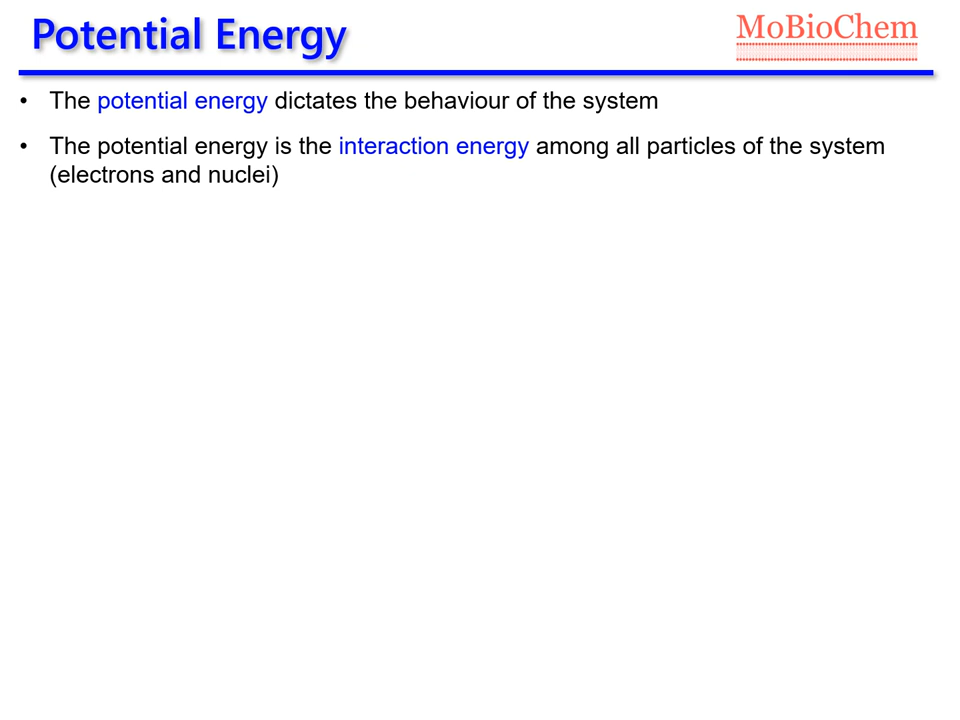 Potential Energy
MoBioChem
• The potential energy dictates the behaviour of the system
• The potential energy is the interaction energy among all particles of the system
(electrons and nuclei)